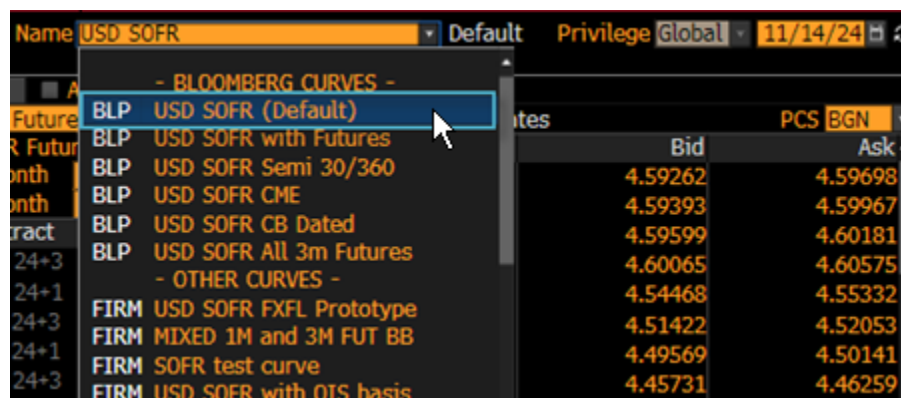 Name USD SOFR Default Privilege Global 11/14/24
- BLOOMBERG CURVES -
BLP USD SOFR (Default)
Future PCS BGN
BLP USD SOFR with Futures Bid Ask
BLP USD SOFR Semi 30/360 4.59262 4.59698
BLP USD SOFR CME 4.59393 4.59967
BLP USD SOFR CB Dated 4.59599 4.60181
BLP USD SOFR All 3m Futures
24+3 4.60065 4.60575
- OTHER CURVES -
24+1 4.54468 4.55332
FIRM USD SOFR FXFL Prototype
24+3 4.51422 4.52053
FIRM MIXED 1M and 3M FUT BB
24+1 4.49569 4.50141
FIRM SOFR test curve
24+3 4.45731 4.46259
FIRM USD SOFR with OIS basis